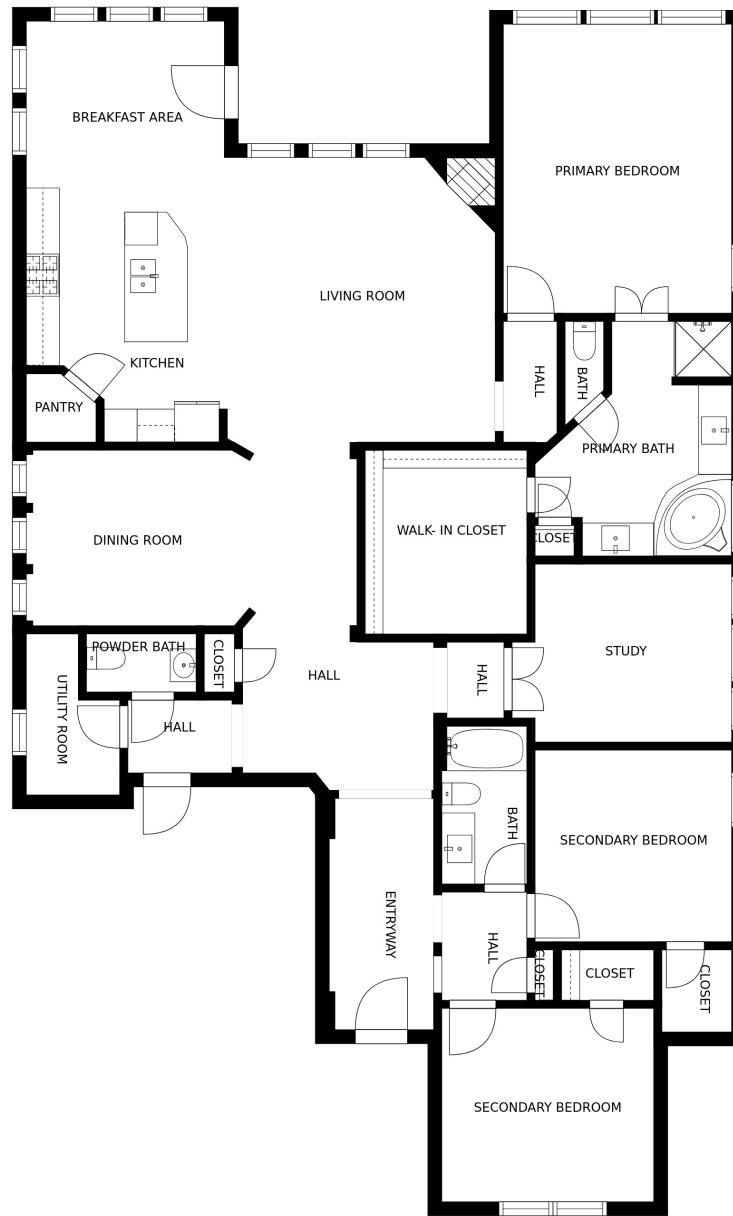 BREAKFAST AREA
PRIMARY BEDROOM
LIVING ROOM
KITCHEN
HALL
BATH
PANTRY
PRIMARY BATH
DINING ROOM
WALK- IN CLOSET
CLOSET
POWDER BATH
CLOSET
STUDY
HALL
HALL
UTILITY ROOM
HALL
BATH
SECONDARY BEDROOM
ENTRYWAY
HALL
CLOSET
CLOSET
CLOSET
SECONDARY BEDROOM